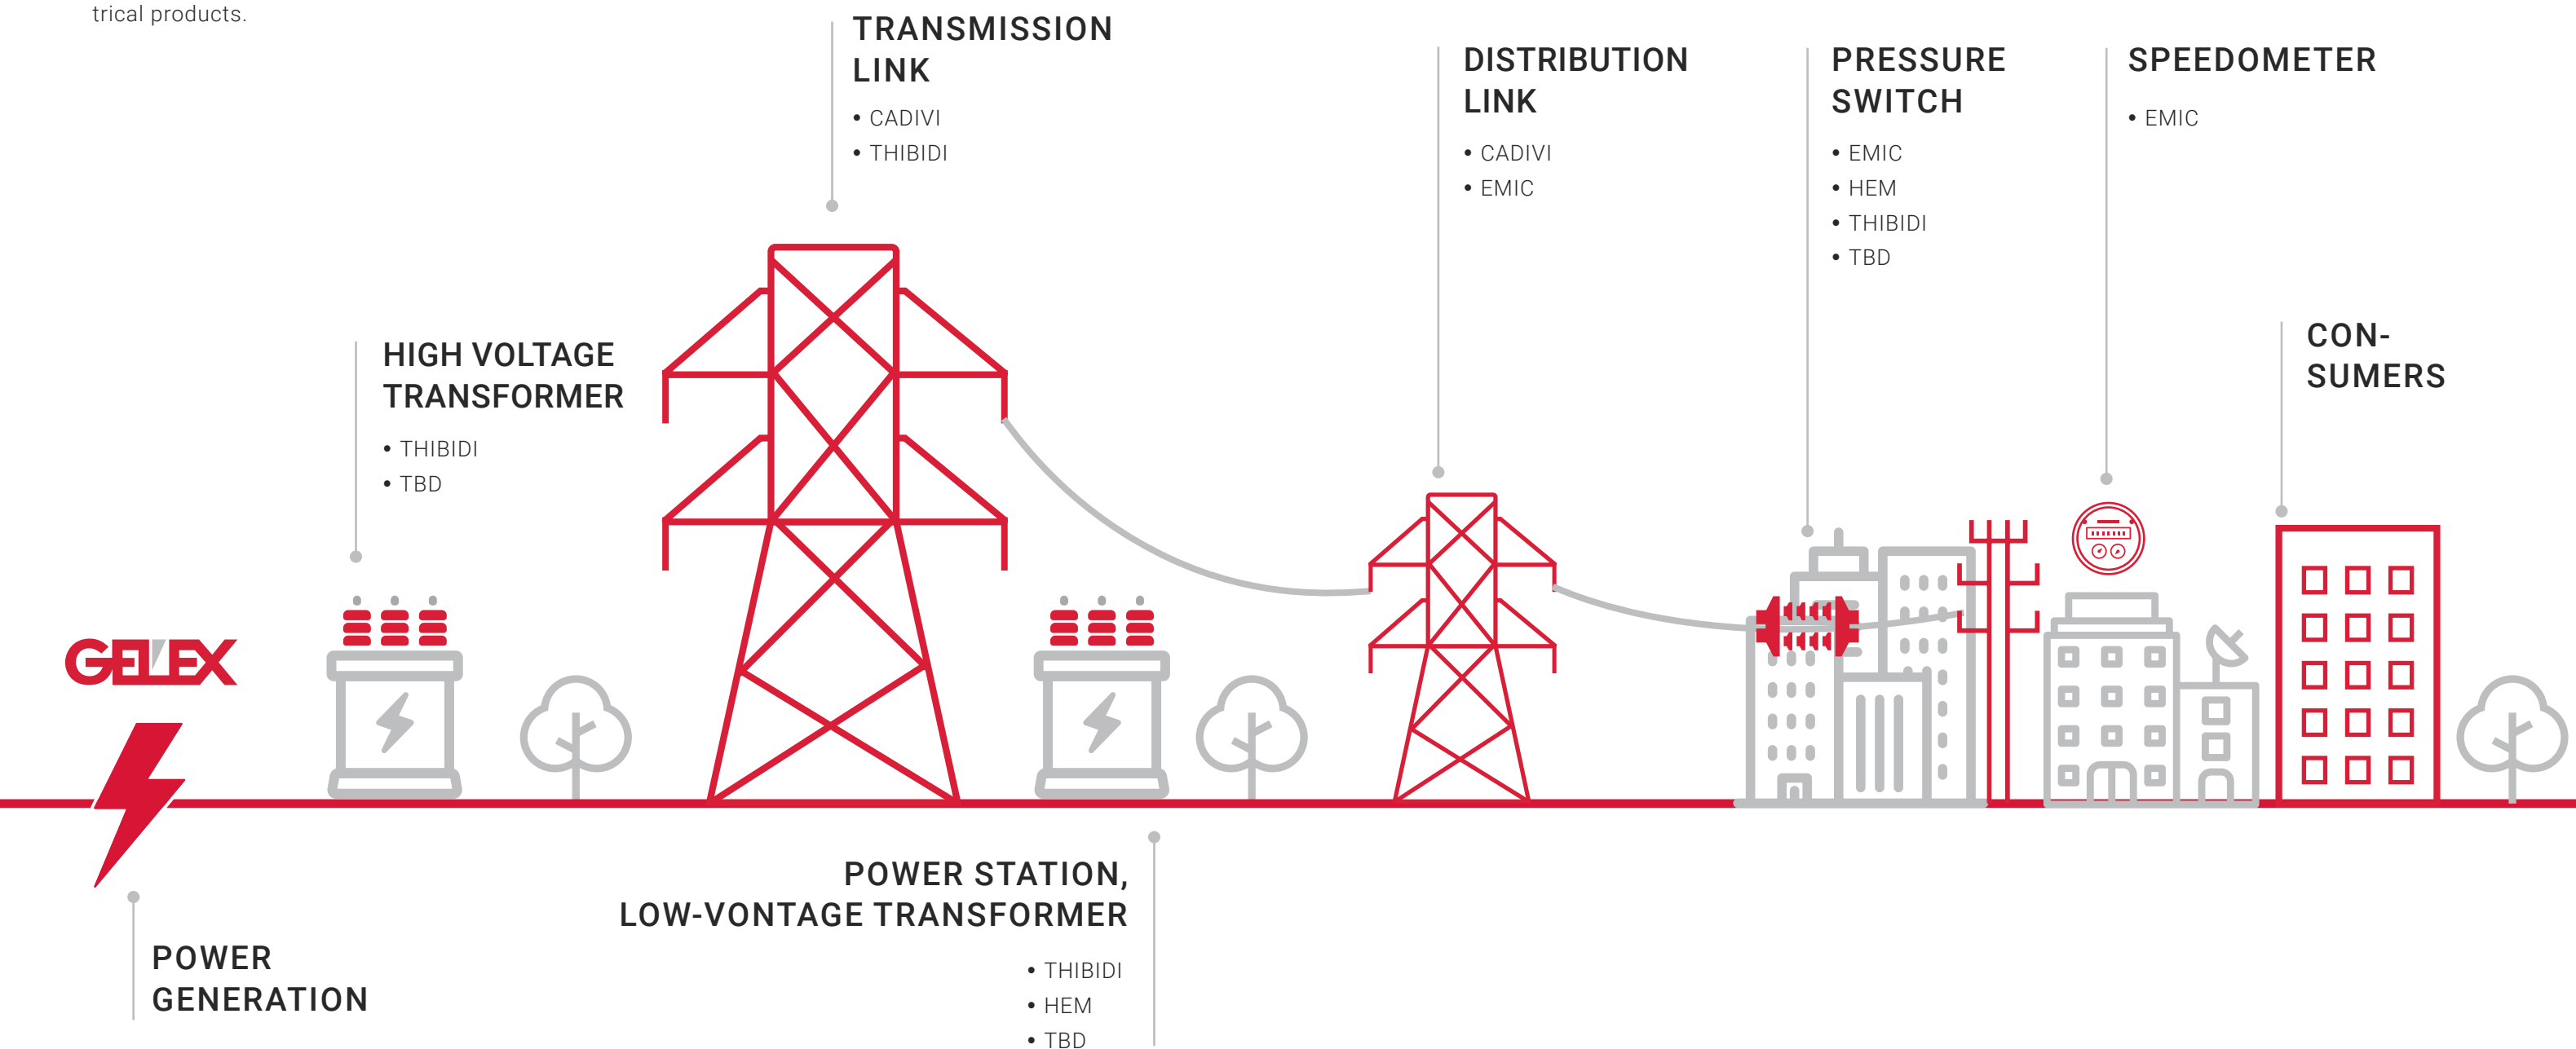 trical products.
TRANSMISSION
LINK
• CADIVI
• THIBIDI
DISTRIBUTION
LINK
• CADIVI
• EMIC
PRESSURE
SWITCH
• EMIC
• HEM
• THIBIDI
• TBD
SPEEDOMETER
• EMIC
HIGH VOLTAGE
TRANSFORMER
• THIBIDI
• TBD
CON-
SUMERS
GELEX
POWER STATION,
LOW-VONTAGE TRANSFORMER
• THIBIDI
• HEM
• TBD
POWER
GENERATION